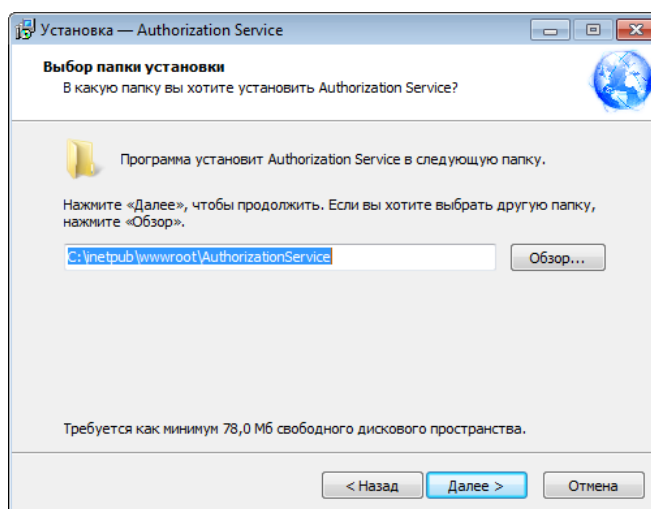 Установка — Authorization Service
Выбор папки установки
В какую папку вы хотите установить Authorization Service?
Программа установит Authorization Service в следующую папку.
Нажмите «Далее», чтобы продолжить. Если вы хотите выбрать другую папку,
нажмите «Обзор».
C:\inetpub\wwwroot\AuthorizationService
Обзор...
Требуется как минимум 78,0 Мб свободного дискового пространства.
< Назад
Далее >
Отмена